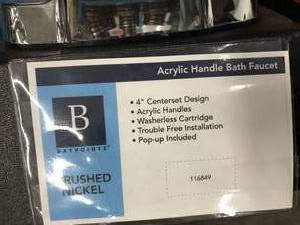 Acrylic Handle Bath Faucet
B
BAYPOINTE
• 4" Centerset Design
• Acrylic Handles
• Washerless Cartridge
• Trouble Free Installation
• Pop-up Included
RUSHED
NICKEL
116849